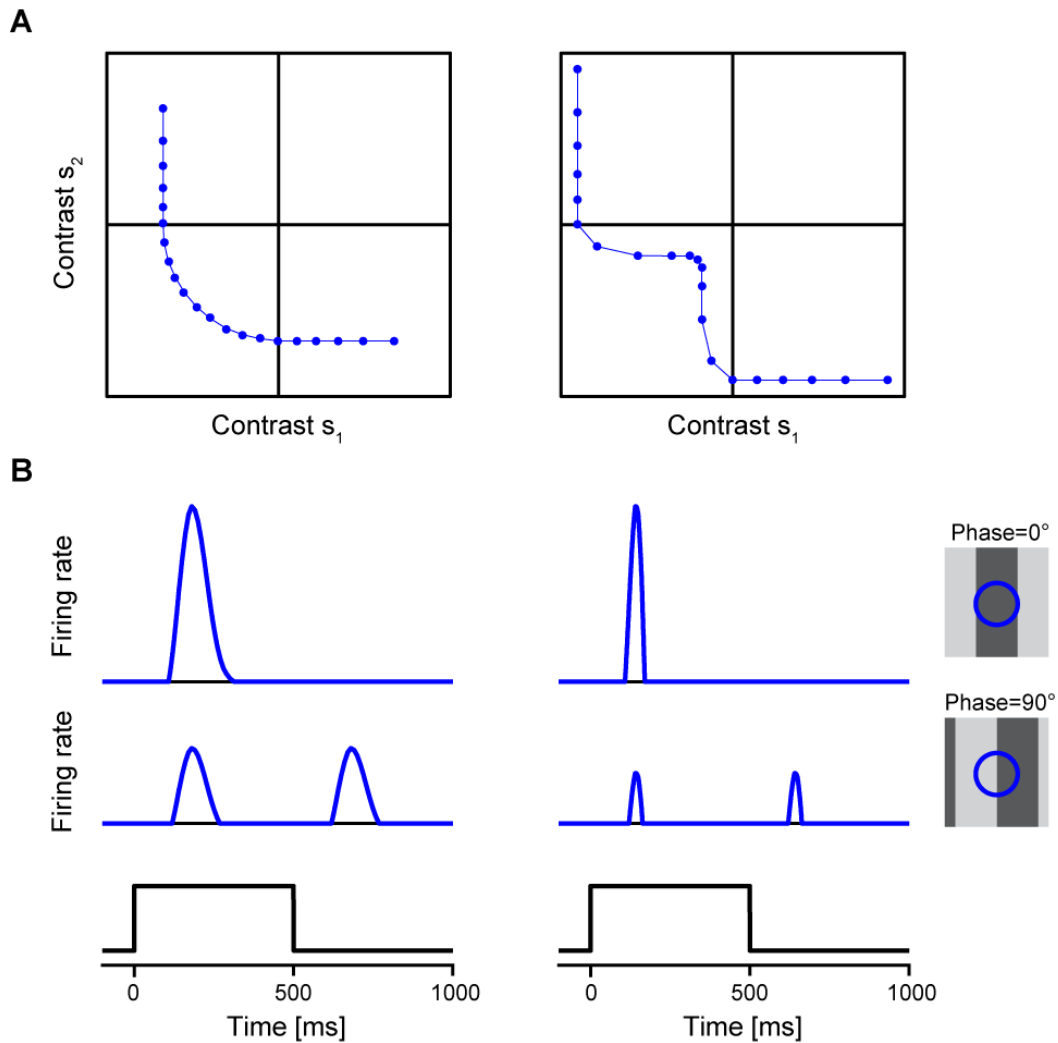 A
Contrast s2
Contrast s1
Contrast s1
B
Firing rate
Phase=0°
Firing rate
Phase=90°
0
500
1000
0
500
1000
Time [ms]
Time [ms]